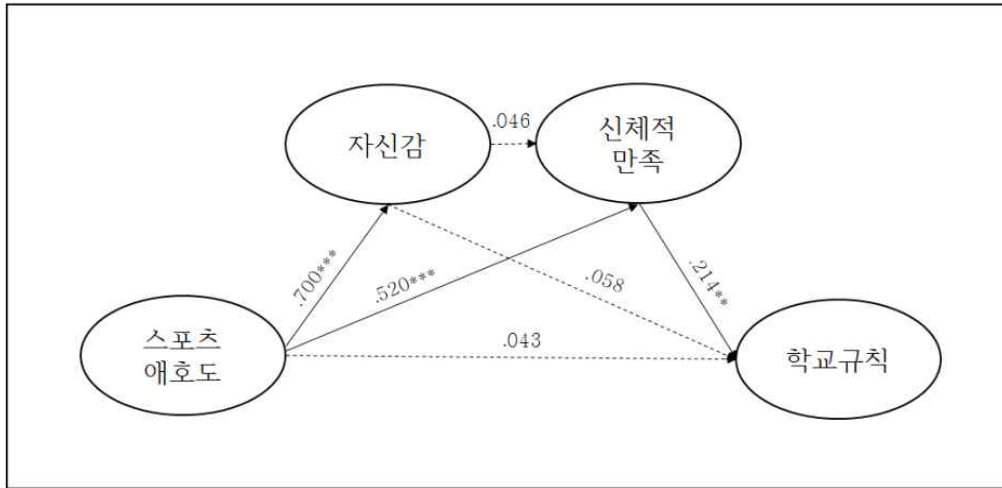 자신감
.046
신체적
만족
.700***
.520***
.058
.214**
스포츠
애호도
.043
학교규칙